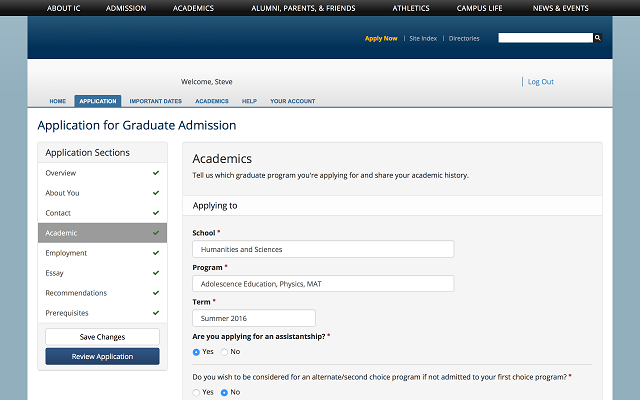 ABOUT IC ADMISSION ACADEMICS ALUMNI, PARENTS, & FRIENDS ATHLETICS CAMPUS LIFE NEWS & EVENTS
Apply Now | Site Index | Directories
Welcome, Steve
Log Out
HOME APPLICATION IMPORTANT DATES ACADEMICS HELP YOUR ACCOUNT
Application for Graduate Admission
Application Sections
Overview
About You
Contact
Academic
Employment
Essay
Recommendations
Prerequisites
Save Changes
Review Application
Academics
Tell us which graduate program you're applying for and share your academic history.
Applying to
School *
Humanities and Sciences
Program *
Adolescence Education, Physics, MAT
Term *
Summer 2016
Are you applying for an assistantship? *
Yes No
Do you wish to be considered for an alternate/second choice program if not admitted to your first choice program? *
Yes No